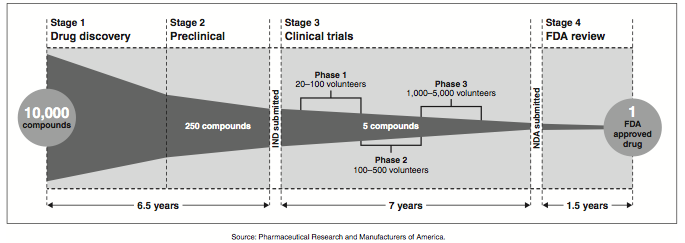 Stage 1
Drug discovery
Stage 2
Preclinical
Stage 3
Clinical trials
Stage 4
FDA review
10,000
compounds
250 compounds
IND submitted
Phase 1
20–100 volunteers
5 compounds
Phase 2
100–500 volunteers
Phase 3
1,000–5,000 volunteers
NDA submitted
1
FDA
approved
drug
6.5 years
7 years
1.5 years
Source: Pharmaceutical Research and Manufacturers of America.